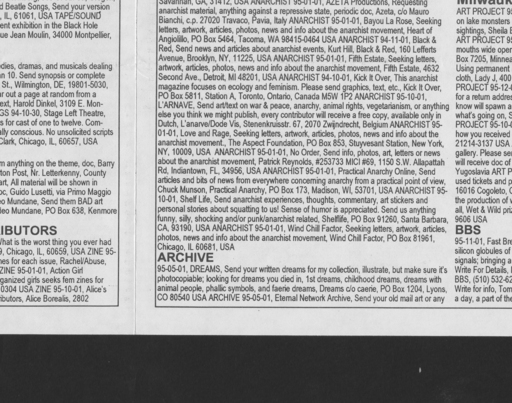 d Beatle Songs, Send your version
, IL, 61061, USA TAPE/SOUND
ent exhibition in the Black Hole
ue Jean Moulin, 34000 Montpellier,
edies, dramas, and musicals dealing
an 10. Send synopsis or complete
St., Wilmington, DE, 19801-5030,
ar out a page at random from a
ext, Harold Dinkel, 3109 E. Mon-
GS 94-10-30, Stage Left Theatre,
s for cast of one to twelve. Com-
ally conscious. No unsolicited scripts
Clark, Chicago, IL, 60657, USA
m anything on the theme, doc, Barry
ton Post, Nr. Letterkenny, County
art, All material will be shown in
oc, Guido Lusetti, via Primo Maggio
eo Mundane, Send them BAD art
deo Mundane, PO Box 638, Kenmore
IBUTORS
What is the worst thing you ever had
9, Chicago, IL, 60659, USA ZINE 95-
nes for each issue, Rachel/Abuse,
ZINE 95-01-01, Action Girl
rganized girls seeks fem zines for
0304 USA ZINE 95-10-01, Alice's
ributors, Alice Borealis, 2802
Savannah, GA, 31412, USA ANARCHIST 95-01-01, AZETA Productions, Requesting
anarchist material, anything against a repressive state, periodic doc, Azeta, c/o Mauro
Bianchi, c.p. 27020 Travaco, Pavia, Italy ANARCHIST 95-01-01, Bayou La Rose, Seeking
letters, artwork, articles, photos, news and info about the anarchist movement, Heart of
Angiolillo, PO Box 5464, Tacoma, WA 98415-0464 USA ANARCHIST 94-11-01, Black &
Red, Send news and articles about anarchist events, Kurt Hill, Black & Red, 160 Lefferts
Avenue, Brooklyn, NY, 11225, USA ANARCHIST 95-01-01, Fifth Estate, Seeking letters,
artwork, articles, photos, news and info about the anarchist movement, Fifth Estate, 4632
Second Ave., Detroit, MI 48201, USA ANARCHIST 94-10-01, Kick It Over, This anarchist
magazine focuses on ecology and feminism. Please send graphics, text, etc., Kick It Over,
PO Box 5811, Station A, Toronto, Ontario, Canada M5W 1P2 ANARCHIST 95-10-01,
L'ARNAVE, Send art/text on war & peace, anarchy, animal rights, vegetarianism, or anything
else you think we might publish, every contributor will receive a free copy, available only in
Dutch, L'anarve/Dode Vis, Stenenkruisstr. 67, 2070 Zwijndrecht, Belgium ANARCHIST 95-
01-01, Love and Rage, Seeking letters, artwork, articles, photos, news and info about the
anarchist movement., The Aspect Foundation, PO Box 853, Stuyvesant Station, New York,
NY, 10009, USA ANARCHIST 95-01-01, No Order, Send info, photos, art, letters or news
about the anarchist movement, Patrick Reynolds, #253733 MICI #69, 1150 S.W. Allapattah
Rd, Indiantown, FL, 34956, USA ANARCHIST 95-01-01, Practical Anarchy Online, Send
articles and bits of news from everywhere concerning anarchy from a practical point of view,
Chuck Munson, Practical Anarchy, PO Box 173, Madison, WI, 53701, USA ANARCHIST 95-
10-01, Shelf Life, Send anarchist experiences, thoughts, commentary, art stickers and
personal stories about squatting to us! Sense of humor is appreciated. Send us anything
funny, silly, shocking and/or punk/anarchist related, Shelflife, PO Box 91260, Santa Barbara,
CA, 93190, USA ANARCHIST 95-01-01, Wind Chill Factor, Seeking letters, artwork, articles,
photos, news and info about the anarchist movement, Wind Chill Factor, PO Box 81961,
Chicago, IL 60681, USA
ARCHIVE
95-05-01, DREAMS, Send your written dreams for my collection, illustrate, but make sure it's
photocopiable; looking for dreams you died in, 1st dreams, childhood dreams, dreams with
animal people, phallic symbols, and faerie dreams, Dreams c/o caerie, PO Box 1204, Lyons,
CO 80540 USA ARCHIVE 95-05-01, Eternal Network Archive, Send your old mail art or any
ART PROJECT 9
on lake monsters
sightings, Sheila B
ART PROJECT 95
mouths wide open
Box 7205, Minnea
Using permanent
cloth, Lady J, 400
PROJECT 95-12-
for a return addres
know will spawn a
what's going on, S
PROJECT 95-10-
how you received
21214-3137 USA
gallery. Please sen
will receive doc of
Yugoslavia ART P
used tickets and p
16016 Cogoleto, G
the production of v
all, Wet & Wild priz
9606 USA
BBS
95-11-01, Fast Bre
silicon globules of
signals; bringing a
Write For Details, E
BBS, (510) 532-62
Write for info, Tom
a day, a part of the